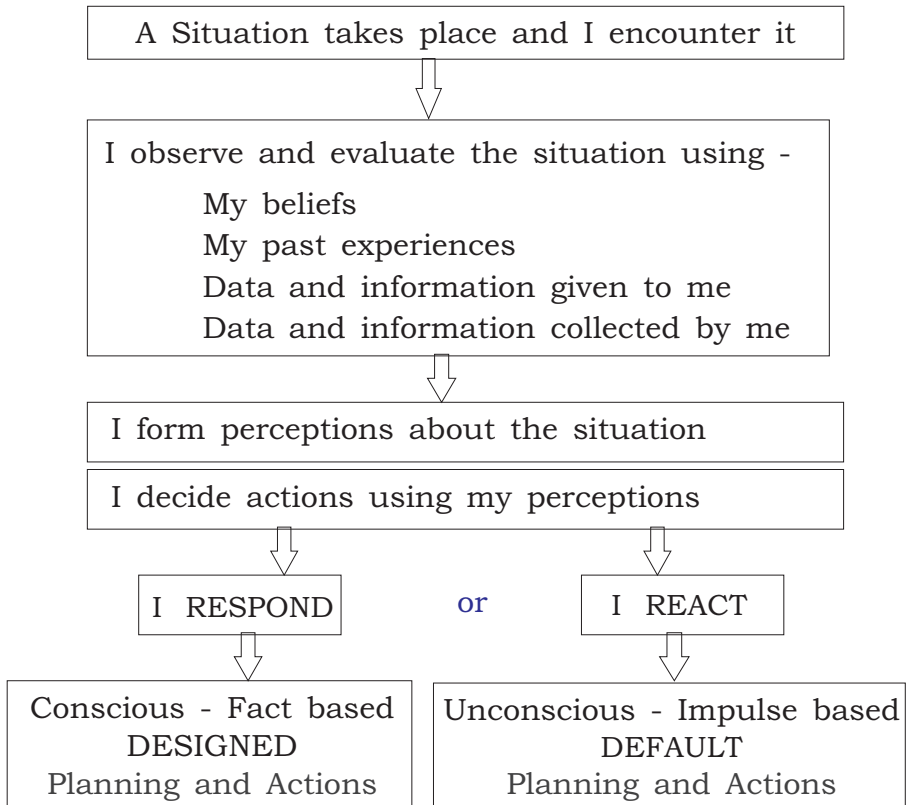 A Situation takes place and I encounter it
I observe and evaluate the situation using -
My beliefs
My past experiences
Data and information given to me
Data and information collected by me
I form perceptions about the situation
I decide actions using my perceptions
I RESPOND
or
I REACT
Conscious - Fact based
DESIGNED
Planning and Actions
Unconscious - Impulse based
DEFAULT
Planning and Actions